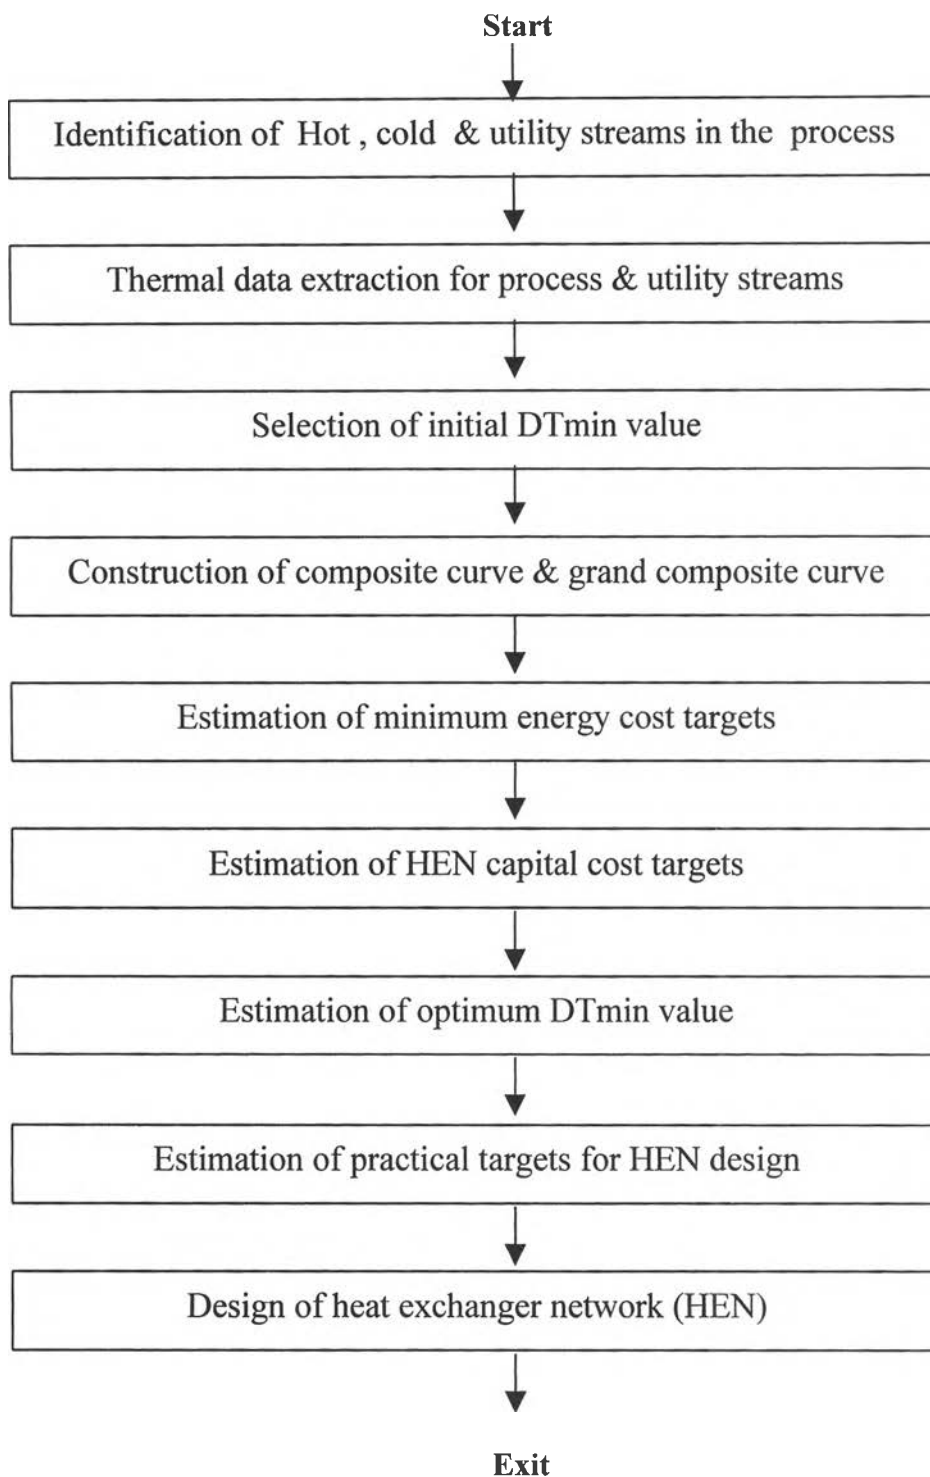 Start
Identification of Hot , cold & utility streams in the process
Thermal data extraction for process & utility streams
Selection of initial DTmin value
Construction of composite curve & grand composite curve
Estimation of minimum energy cost targets
Estimation of HEN capital cost targets
Estimation of optimum DTmin value
Estimation of practical targets for HEN design
Design of heat exchanger network (HEN)
Exit